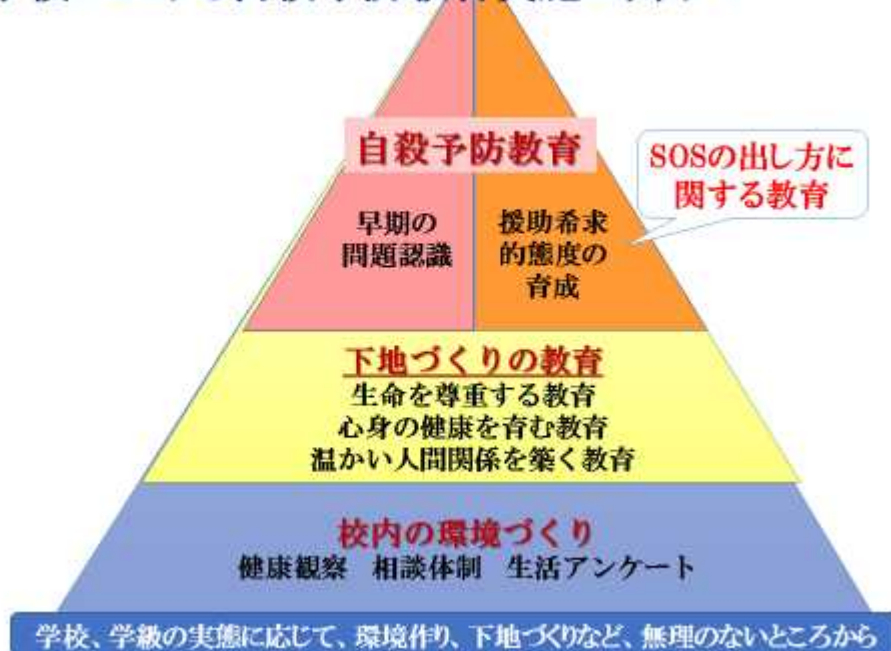 自殺予防教育
早期の
問題認識
援助希求
的態度の
育成
SOSの出し方に
関する教育
下地づくりの教育
生命を尊重する教育
心身の健康を育む教育
温かい人間関係を築く教育
校内の環境づくり
健康観察 相談体制 生活アンケート
学校、学級の実態に応じて、環境作り、下地づくりなど、無理のないところから